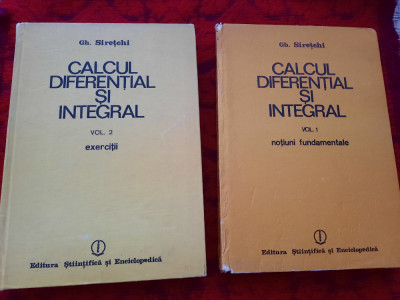 Gh. Sirețchi
CALCUL
DIFERENȚIAL
ȘI
INTEGRAL
VOL. 2
exerciții
Editura Științifică și Enciclopedică
Gh. Sirețchi
CALCUL
DIFERENȚIAL
ȘI
INTEGRAL
VOL. 1
noțiuni fundamentale
Editura Științifică și Enciclopedică